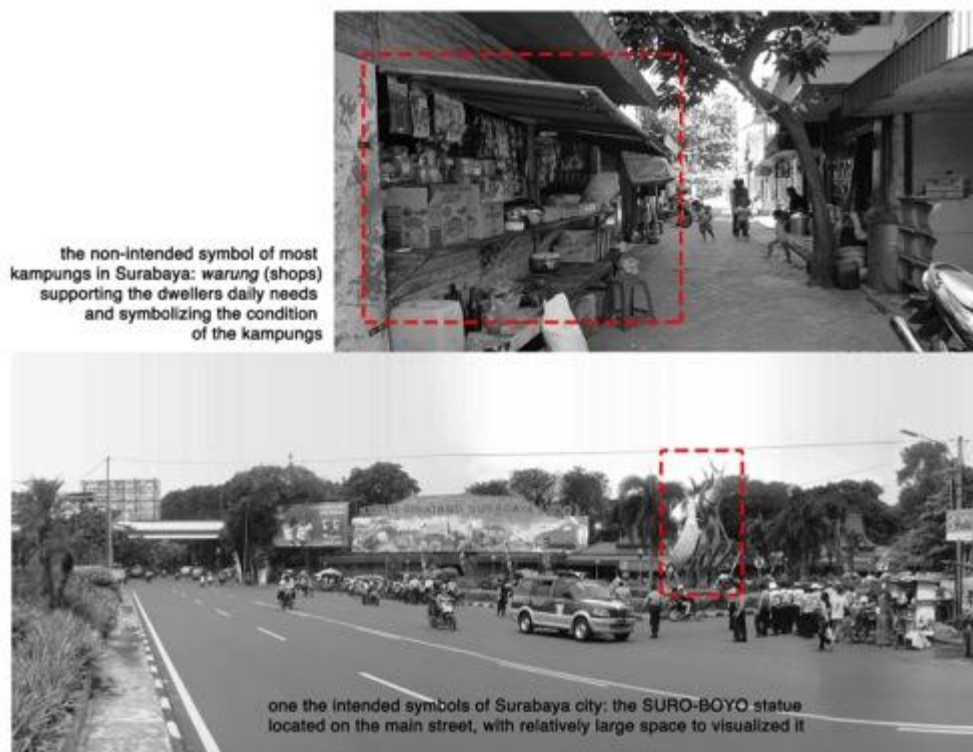 the non-intended symbol of most
kampungs in Surabaya: warung (shops)
supporting the dwellers daily needs
and symbolizing the condition
of the kampungs
one the intended symbols of Surabaya city: the SURO-BOYO statue
located on the main street, with relatively large space to visualized it